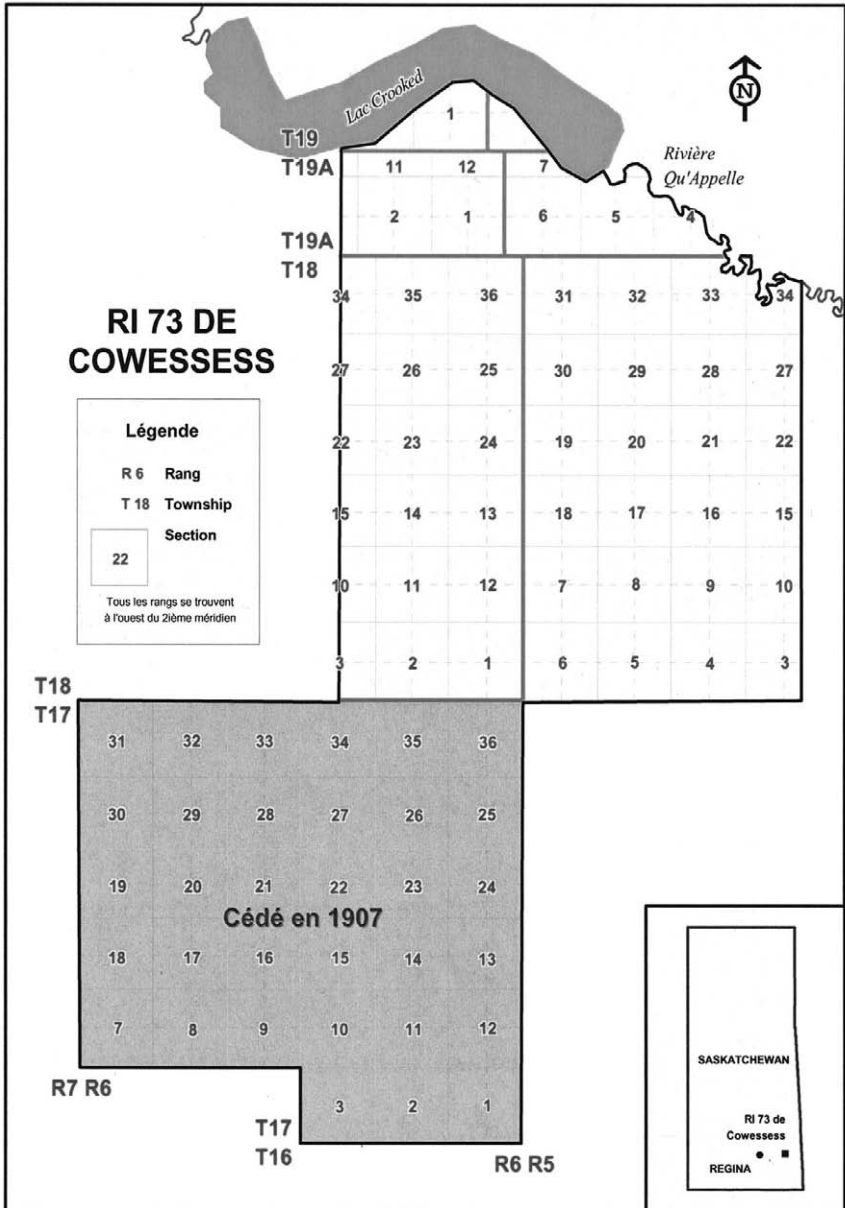 Lac Crooked
N
1
T19
T19A
11 12 7
Rivière
Qu'Appelle
2 1 6 5 4
T19A
T18
34 35 36 31 32 33 34
RI 73 DE
COWESSESS
27 26 25 30 29 28 27
Légende
R 6 Rang
T 18 Township
Section
22
Tous les rangs se trouvent
à l'ouest du 2ième méridien
22 23 24 19 20 21 22
15 14 13 18 17 16 15
10 11 12 7 8 9 10
3 2 1 6 5 4 3
T18
T17
31 32 33 34 35 36
30 29 28 27 26 25
19 20 21 22 23 24
Cédé en 1907
18 17 16 15 14 13
7 8 9 10 11 12
R7 R6
3 2 1
T17
T16
R6 R5
SASKATCHEWAN
RI 73 de
Cowessess
REGINA